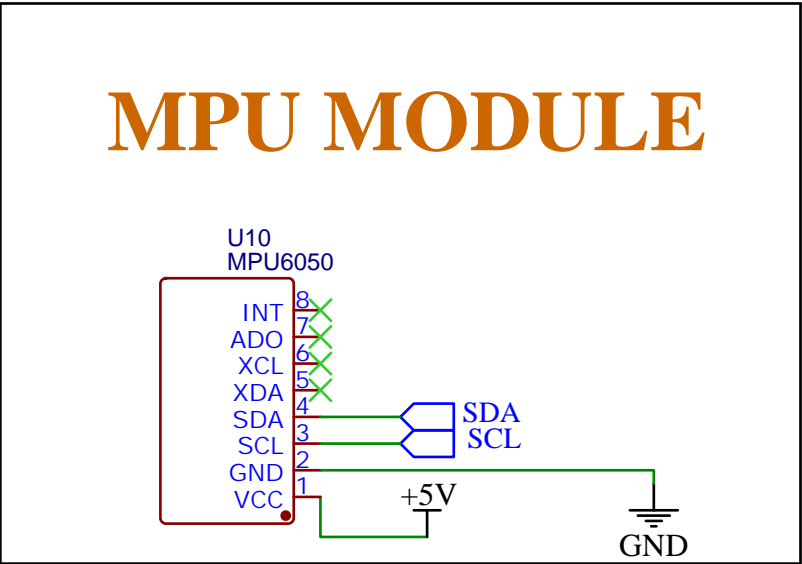 MPU MODULE
U10
MPU6050
INT 8
ADO 7
XCL 6
XDA 5
SDA 4 SDA
SCL 3 SCL
GND 2
VCC 1
+5V
GND